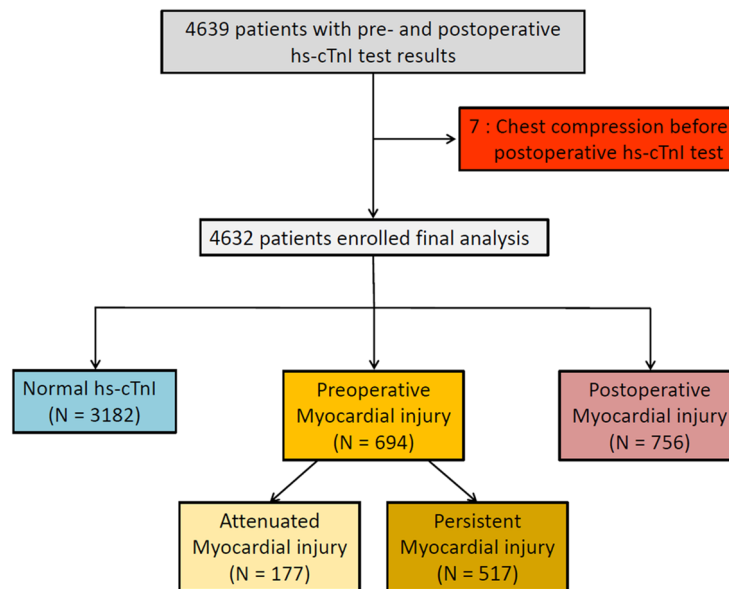 4639 patients with pre- and postoperative
hs-cTnI test results
7 : Chest compression before
postoperative hs-cTnI test
4632 patients enrolled final analysis
Normal hs-cTnI
(N = 3182)
Preoperative
Myocardial injury
(N = 694)
Postoperative
Myocardial injury
(N = 756)
Attenuated
Myocardial injury
(N = 177)
Persistent
Myocardial injury
(N = 517)